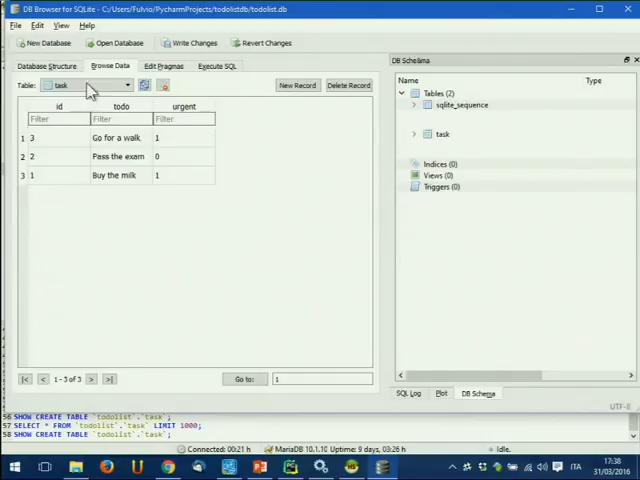 DB Browser for SQLite - C:/Users/Fulvio/PycharmProjects/todolistdb/todolist.db
File Edit View Help
New Database Open Database Write Changes Revert Changes
Database Structure Browse Data Edit Pragmas Execute SQL
Table: task New Record Delete Record
id todo urgent
Filter Filter Filter
1 3 Go for a walk 1
2 2 Pass the exam 0
3 1 Buy the milk 1
|< < 1 - 3 of 3 > >| Go to: 1
DB Schema
Name Type
Tables (2)
sqlite_sequence
task
Indices (0)
Views (0)
Triggers (0)
SQL Log Plot DB Schema
UTF-8
56 SHOW CREATE TABLE `todolist`.`task`;
57 SELECT * FROM `todolist`.`task` LIMIT 1000;
58 SHOW CREATE TABLE `todolist`.`task`;
Connected: 00:21 h MariaDB 10.1.10 Uptime: 9 days, 03:26 h Idle.
ITA 17:38
31/03/2016